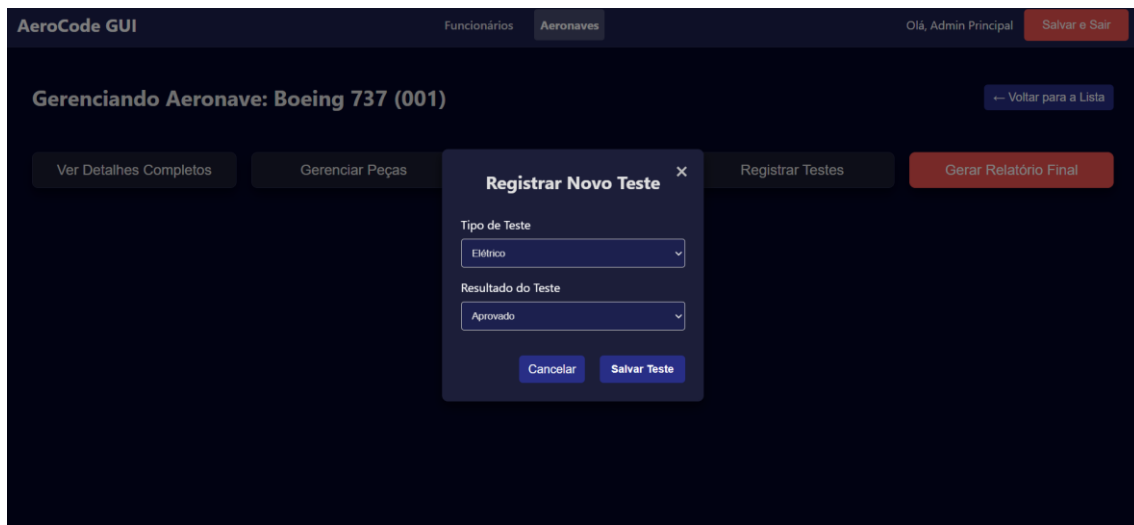 AeroCode GUI
Funcionários
Aeronaves
Olá, Admin Principal
Salvar e Sair
Gerenciando Aeronave: Boeing 737 (001)
← Voltar para a Lista
Ver Detalhes Completos
Gerenciar Peças
Registrar Testes
Gerar Relatório Final
Registrar Novo Teste
×
Tipo de Teste
Elétrico
Resultado do Teste
Aprovado
Cancelar
Salvar Teste